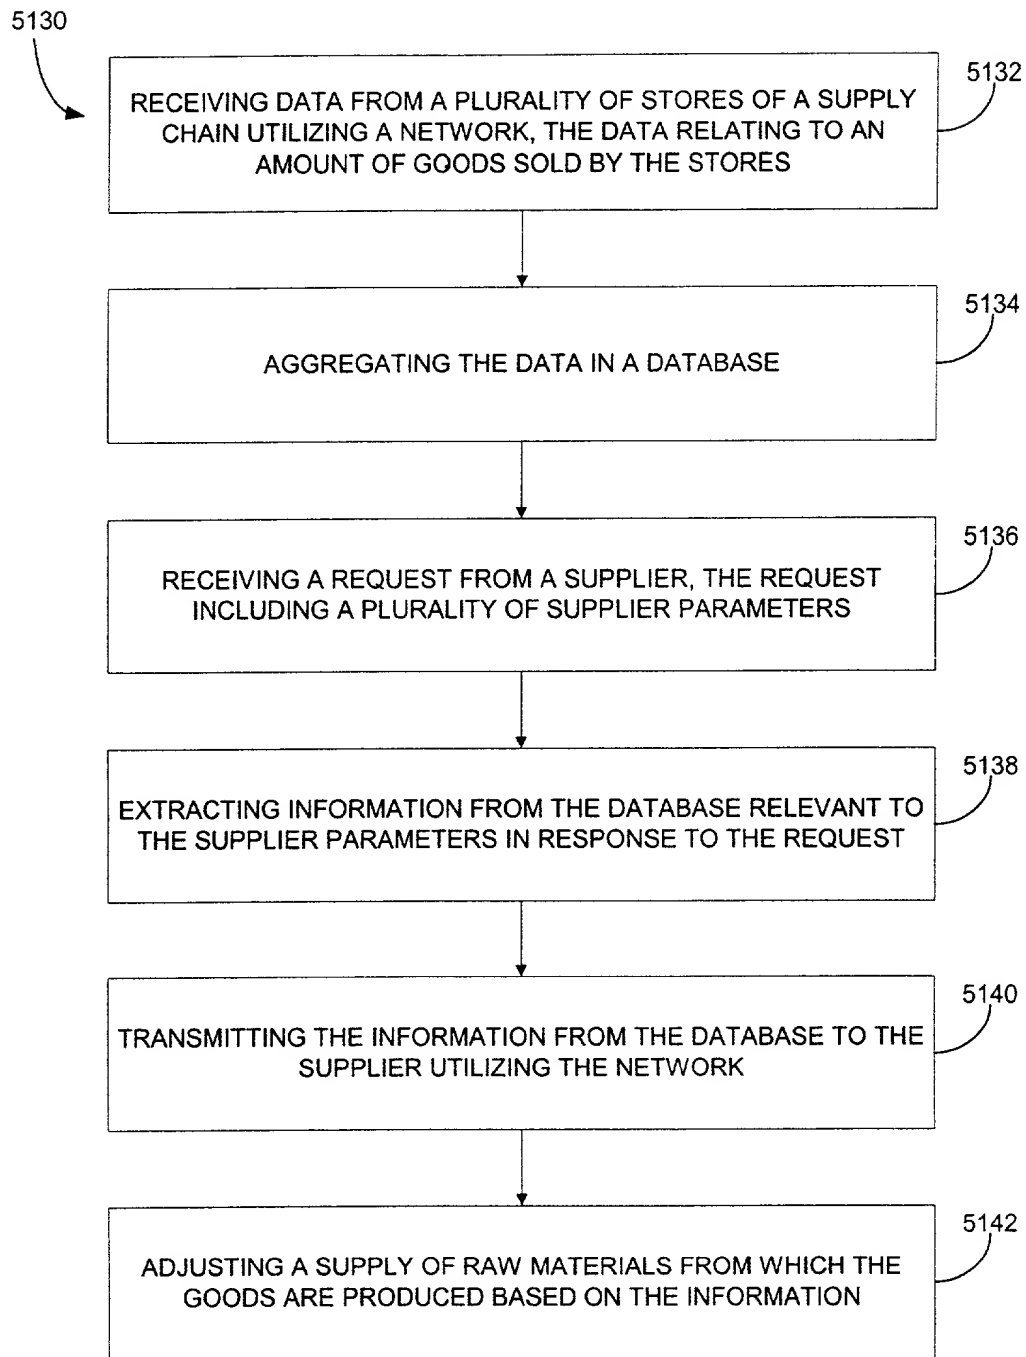 5130
RECEIVING DATA FROM A PLURALITY OF STORES OF A SUPPLY
CHAIN UTILIZING A NETWORK, THE DATA RELATING TO AN
AMOUNT OF GOODS SOLD BY THE STORES
5132
AGGREGATING THE DATA IN A DATABASE
5134
RECEIVING A REQUEST FROM A SUPPLIER, THE REQUEST
INCLUDING A PLURALITY OF SUPPLIER PARAMETERS
5136
EXTRACTING INFORMATION FROM THE DATABASE RELEVANT TO
THE SUPPLIER PARAMETERS IN RESPONSE TO THE REQUEST
5138
TRANSMITTING THE INFORMATION FROM THE DATABASE TO THE
SUPPLIER UTILIZING THE NETWORK
5140
ADJUSTING A SUPPLY OF RAW MATERIALS FROM WHICH THE
GOODS ARE PRODUCED BASED ON THE INFORMATION
5142